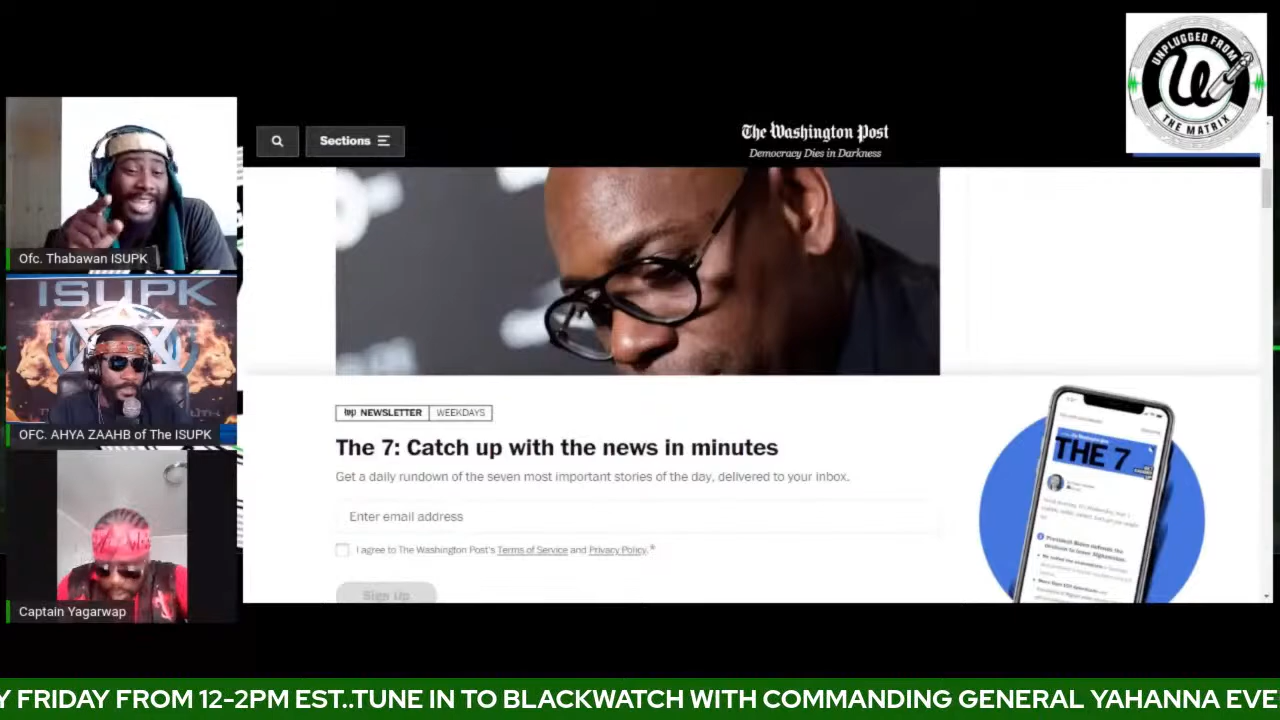 UNPLUGGED FROM
THE MATRIX
Sections
The Washington Post
Democracy Dies in Darkness
Ofc. Thabawan ISUPK
ISUPK
OFC. AHYA ZAAHB of The ISUPK
Captain Yagarwap
wp NEWSLETTER WEEKDAYS
The 7: Catch up with the news in minutes
Get a daily rundown of the seven most important stories of the day, delivered to your inbox.
Enter email address
I agree to The Washington Post's Terms of Service and Privacy Policy.*
Sign up
THE 7
Y FRIDAY FROM 12-2PM EST..TUNE IN TO BLACKWATCH WITH COMMANDING GENERAL YAHANNA EVE